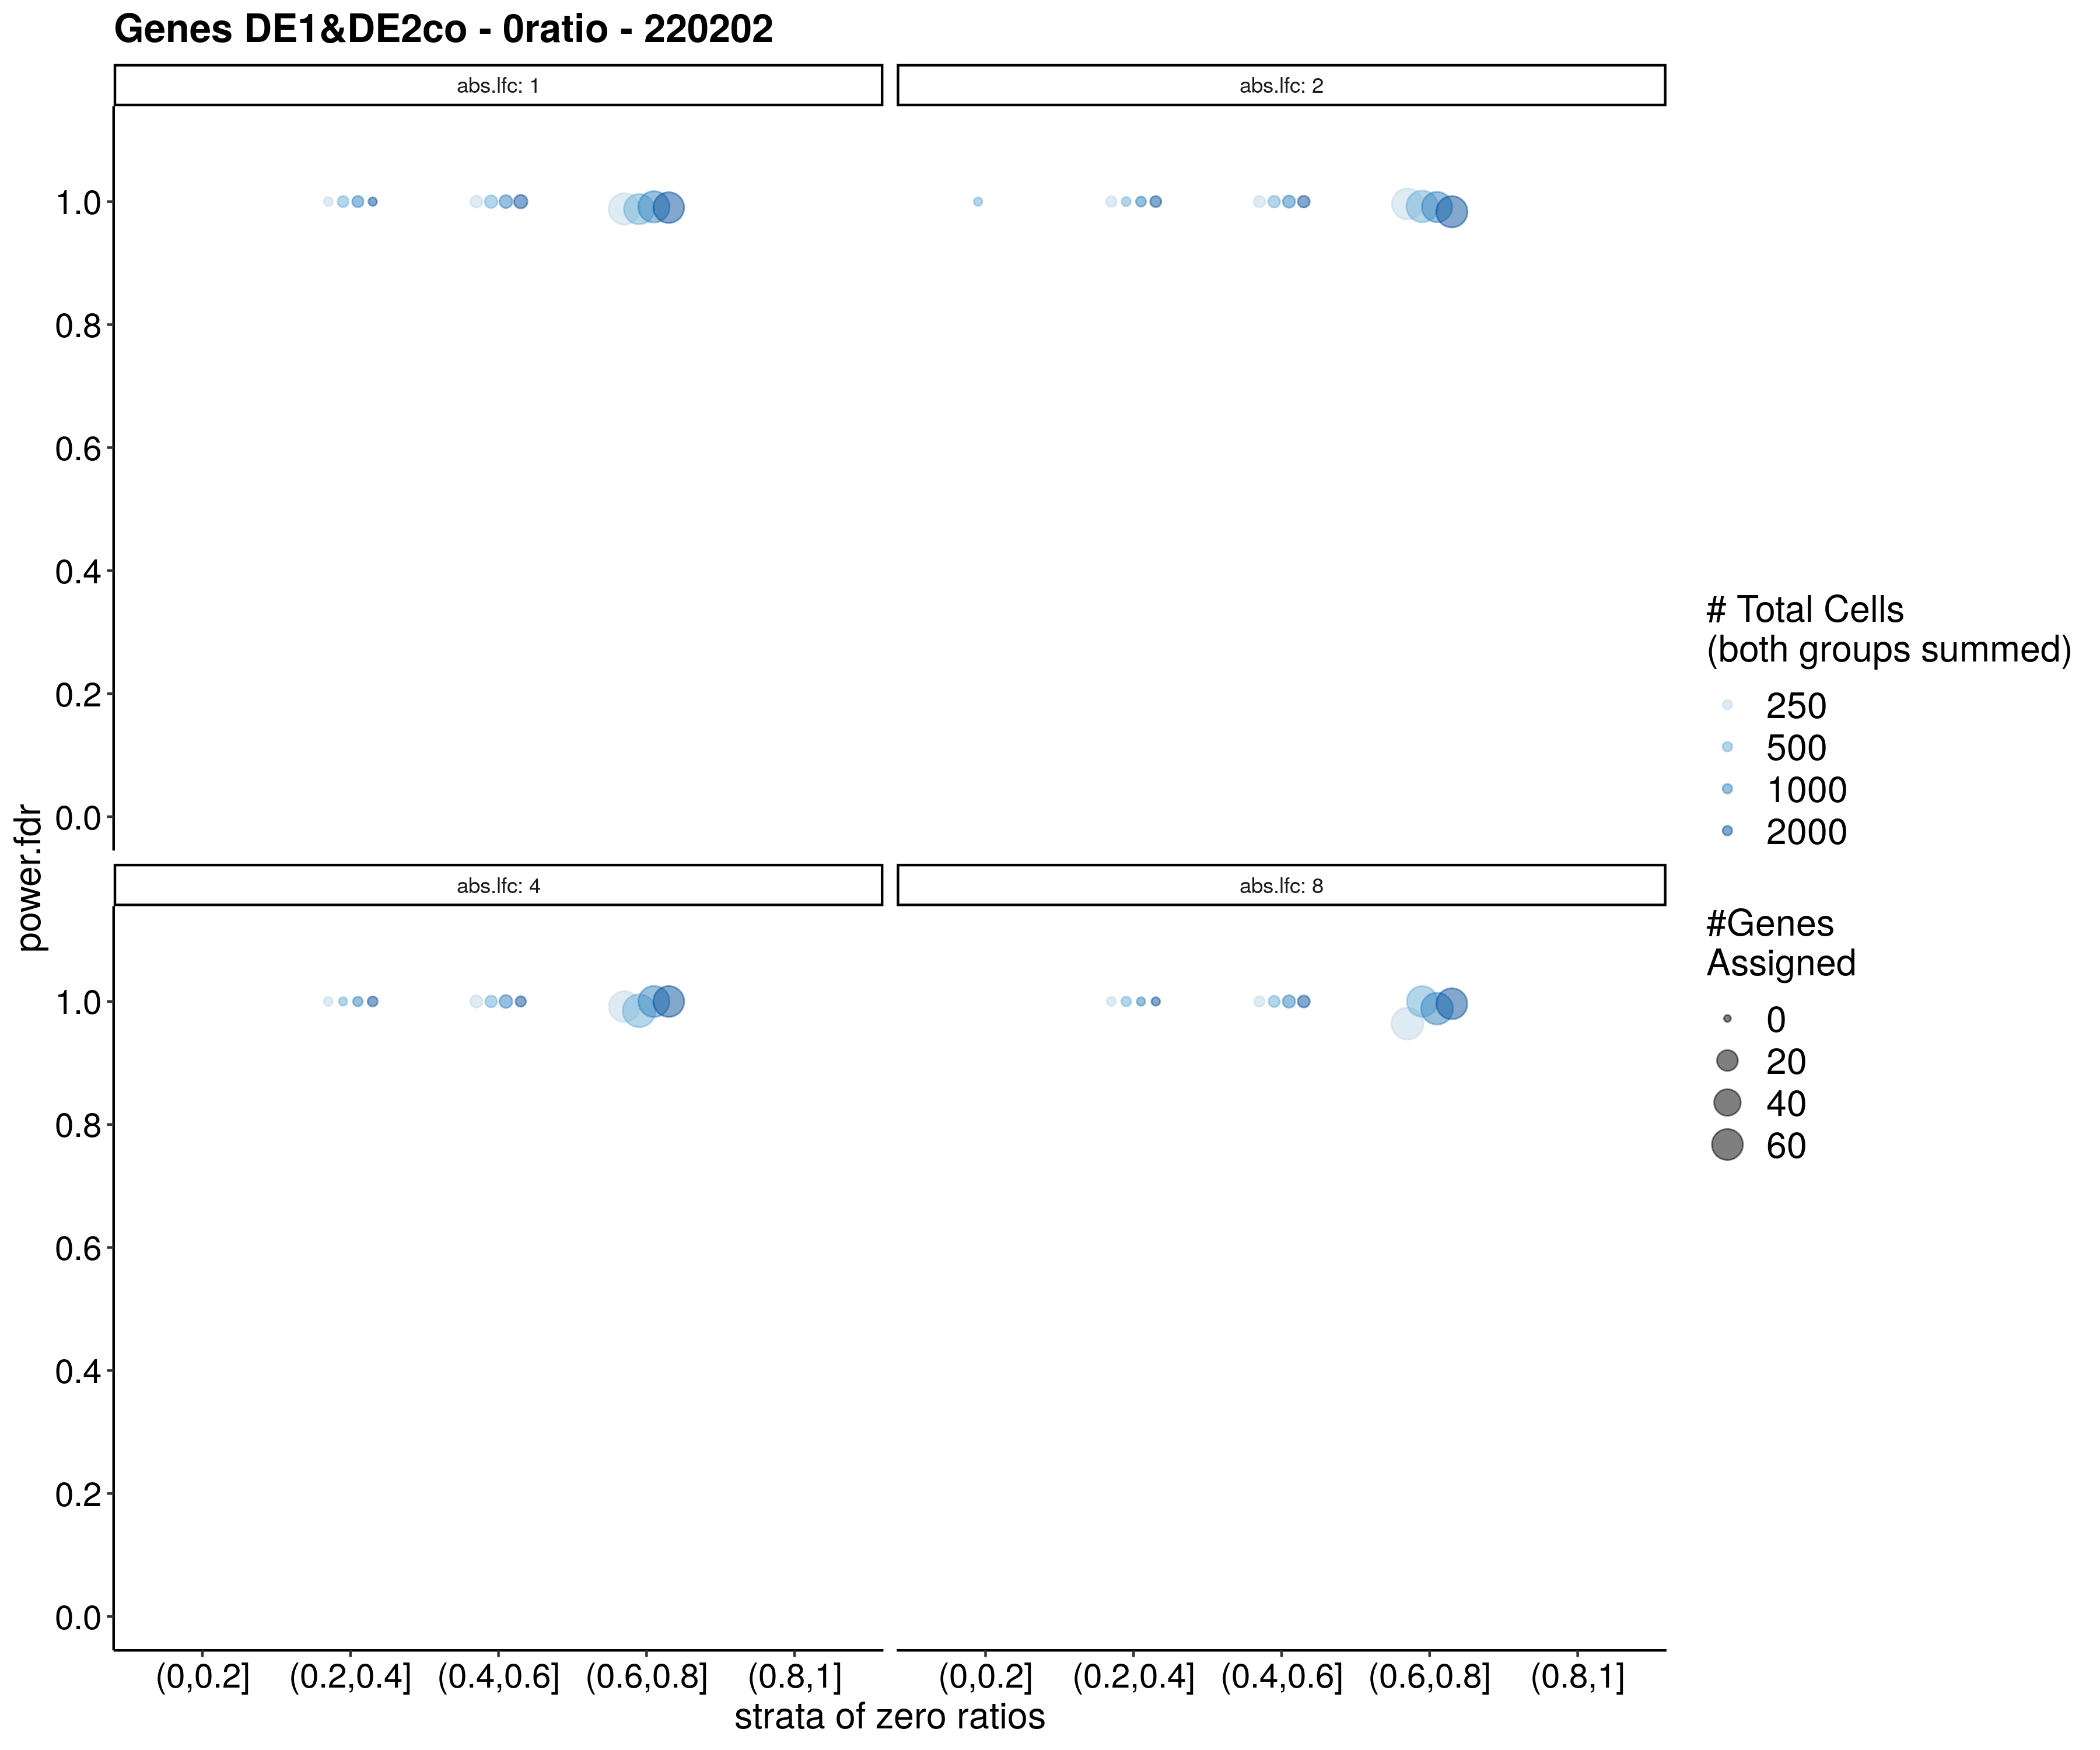 Genes DE1&DE2co - 0ratio - 220202
abs.lfc: 1
abs.lfc: 2
1.0
0.8
0.6
0.4
0.2
0.0
power.fdr
abs.lfc: 4
abs.lfc: 8
1.0
0.8
0.6
0.4
0.2
0.0
(0,0.2] (0.2,0.4] (0.4,0.6] (0.6,0.8] (0.8,1]
(0,0.2] (0.2,0.4] (0.4,0.6] (0.6,0.8] (0.8,1]
strata of zero ratios
# Total Cells
(both groups summed)
250
500
1000
2000
#Genes
Assigned
0
20
40
60